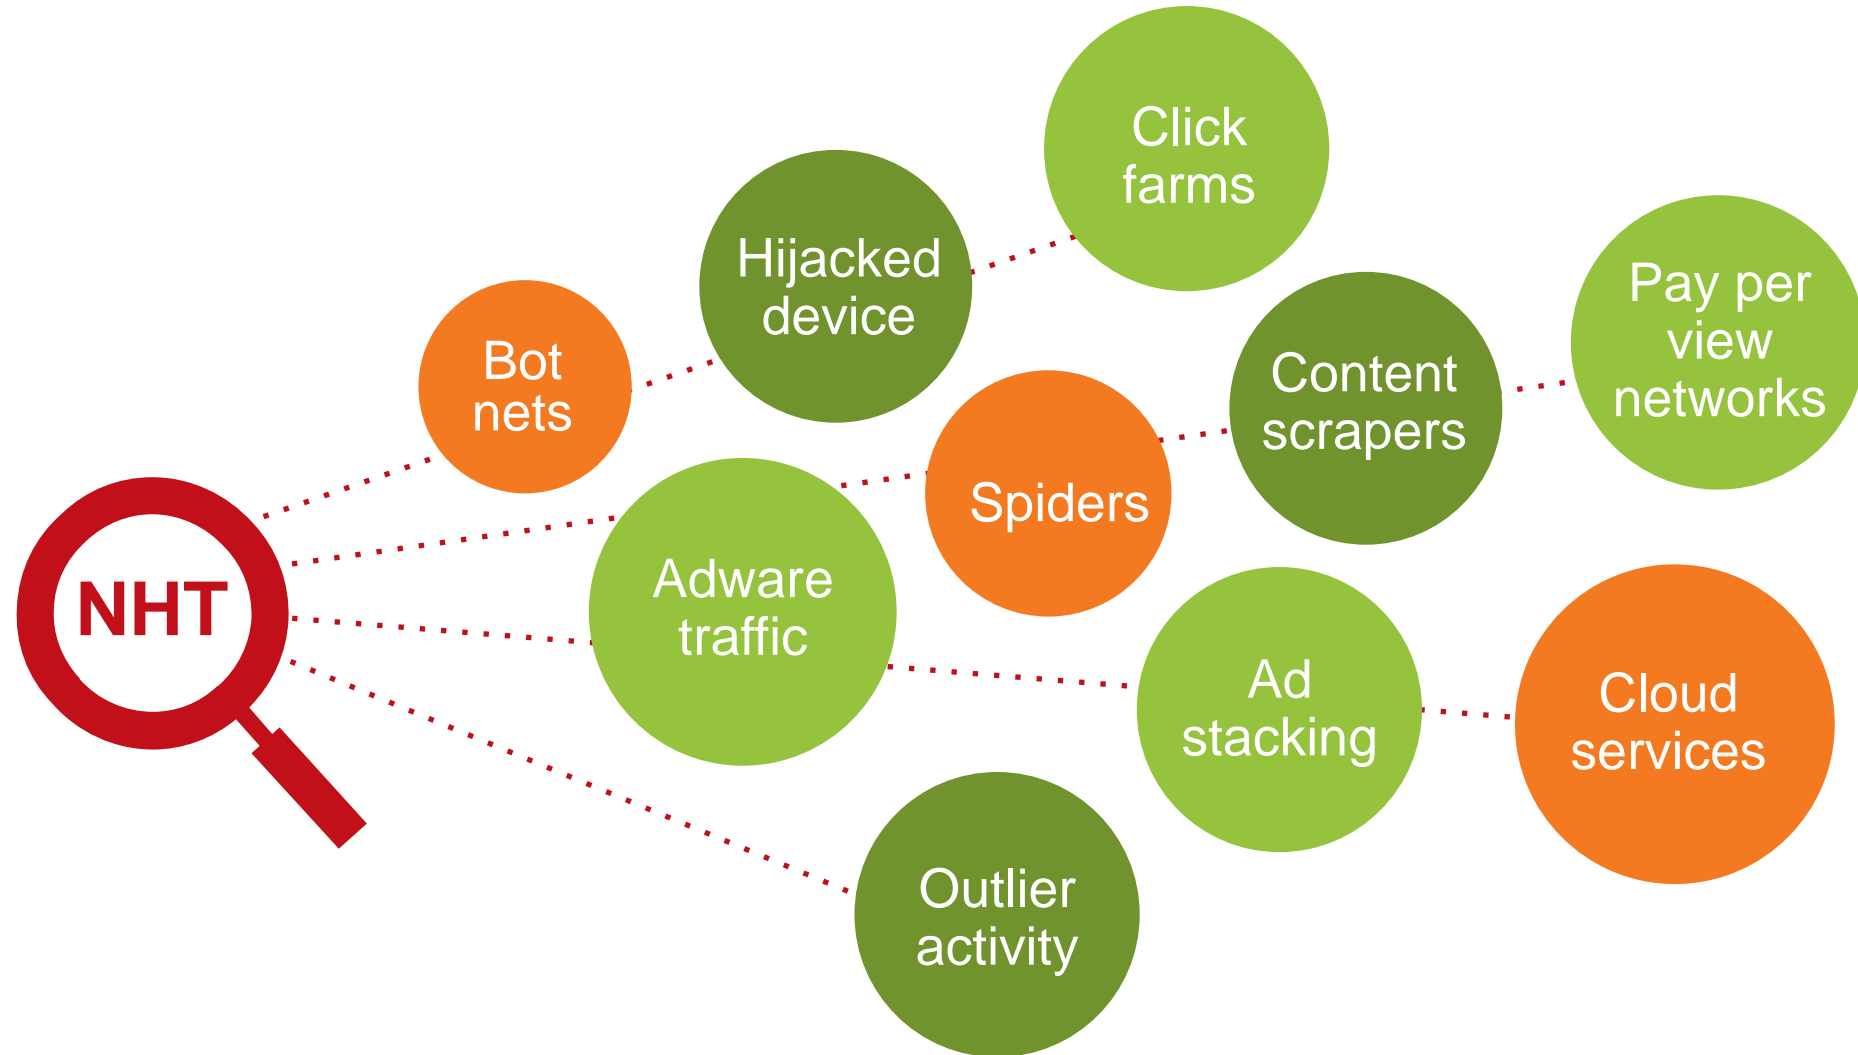 Click
farms
Hijacked
device
Pay per
view
networks
Bot
nets
Content
scrapers
Spiders
Adware
traffic
NHT
Ad
stacking
Cloud
services
Outlier
activity